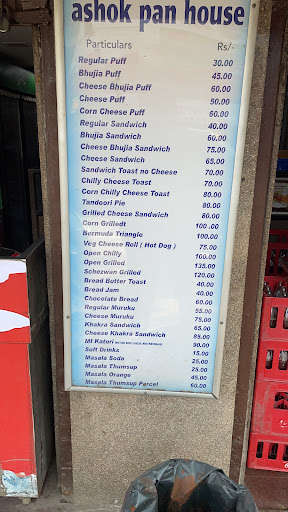 ashok pan house
Particulars Rs/-
Regular Puff 30.00
Bhujia Puff 45.00
Cheese Bhujia Puff 60.00
Cheese Puff 50.00
Corn Cheese Puff 60.00
Regular Sandwich 40.00
Bhujia Sandwich 60.00
Cheese Bhujia Sandwich 75.00
Cheese Sandwich 65.00
Sandwich Toast no Cheese 70.00
Chilly Cheese Toast 70.00
Corn Chilly Cheese Toast 80.00
Tandoori Pie 80.00
Grilled Cheese Sandwich 80.00
Corn Grilledt 100 .00
Bermuda Triangle 100.00
Veg Cheese Roll ( Hot Dog ) 75.00
Open Chilly 100.00
Open Grilled 135.00
Schezwan Grilled 120.00
Bread Butter Toast 40.00
Bread Jam 40.00
Chocolate Bread 60.00
Regular Muruku 55.00
Cheese Muruku 75.00
Khakra Sandwich 65.00
Cheese Khakra Sandwich 85.00
MI Katori 90.00
Soft Drinks 15.00
Masala Soda 25.00
Masala Thumsup 25.00
Masala Orange 45.00
Masala Thumsup Parcel 60.00